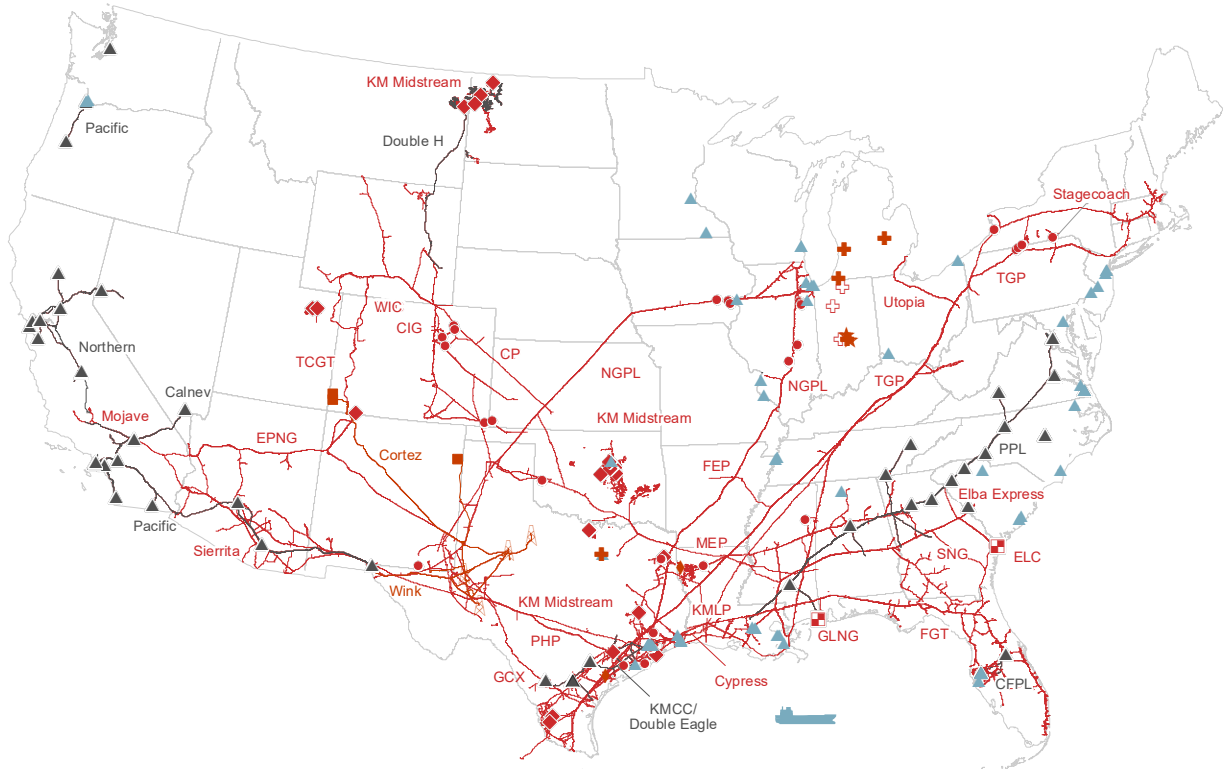 KM Midstream
Pacific
Double H
Stagecoach
TGP
WIC
Utopia
CIG
Northern
CP
TCGT
NGPL
NGPL
TGP
Calnev
Mojave
KM Midstream
EPNG
Cortez
PPL
FEP
Elba Express
Pacific
MEP
Sierrita
SNG
ELC
Wink
KM Midstream
KMLP
GLNG
FGT
PHP
GCX
Cypress
CFPL
KMCC/
Double Eagle